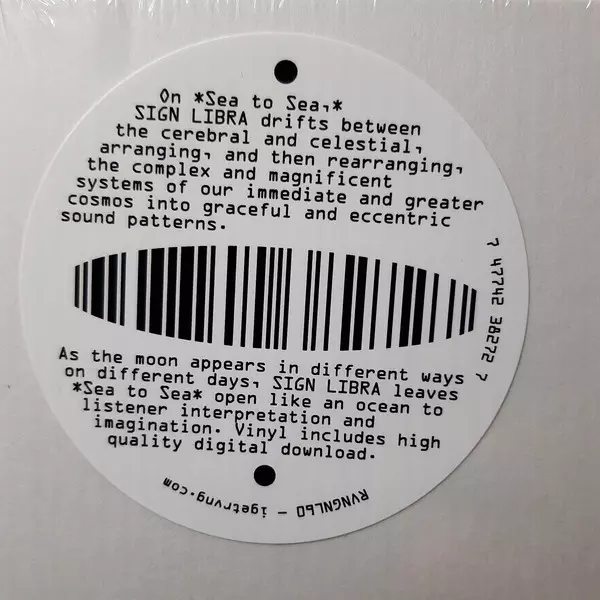 On *Sea to Sea,*
SIGN LIBRA drifts between
the cerebral and celestial,
arranging, and then rearranging,
the complex and magnificent
systems of our immediate and greater
cosmos into graceful and eccentric
sound patterns.
7 47742 38272 7
As the moon appears in different ways
on different days, SIGN LIBRA leaves
*Sea to Sea* open like an ocean to
listener interpretation and
imagination. Vinyl includes high
quality digital download.
RVNGNL60 — igetrvng.com